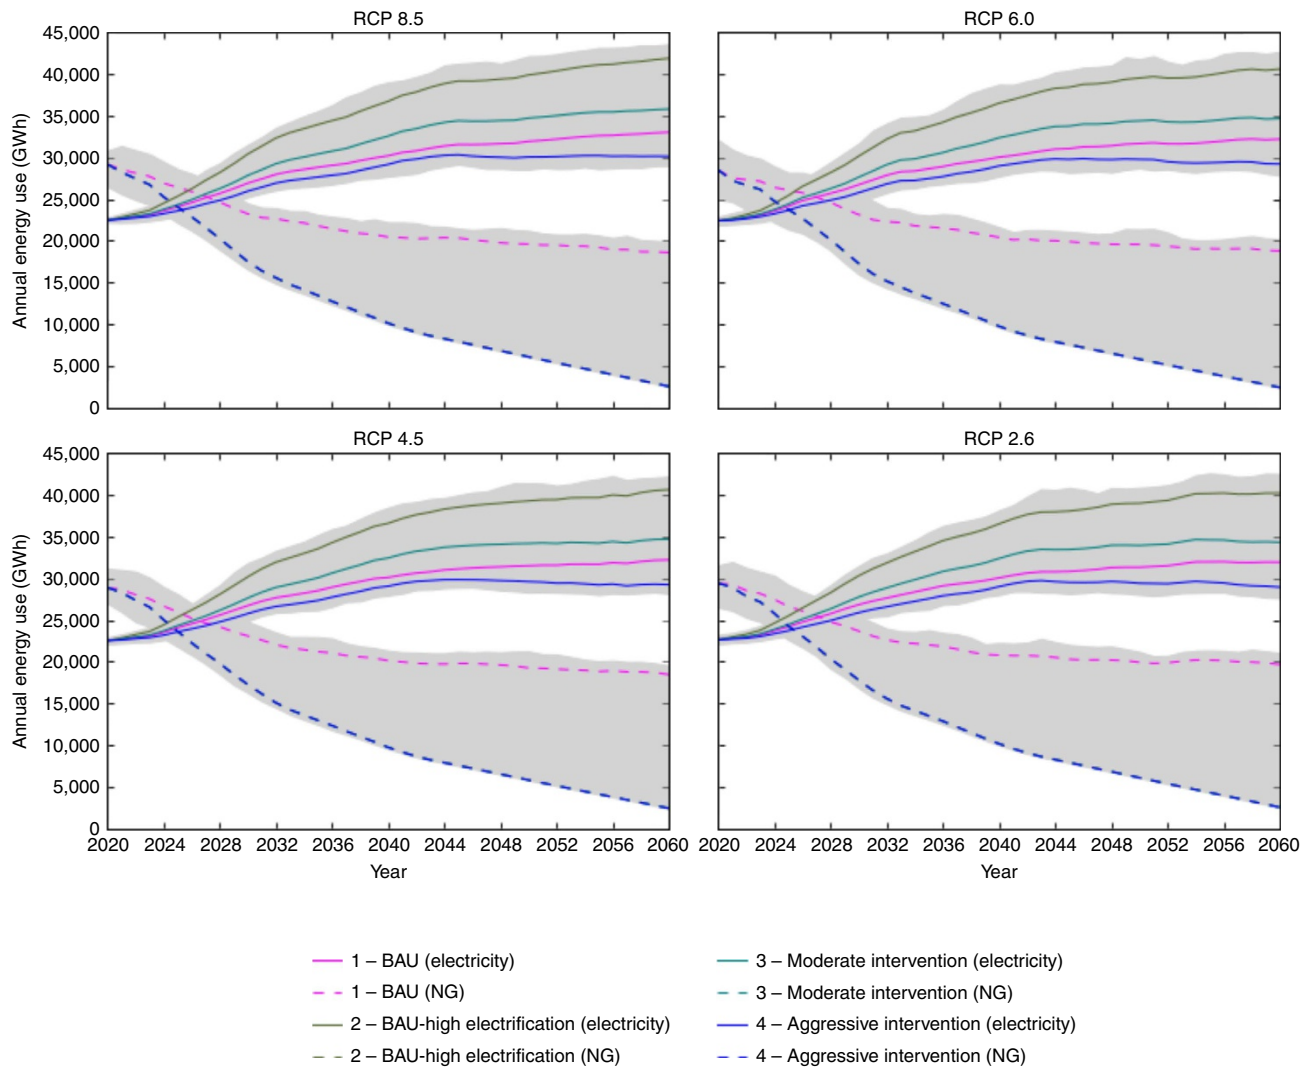 RCP 8.5
RCP 6.0
45,000
40,000
35,000
30,000
25,000
20,000
15,000
10,000
5,000
0
Annual energy use (GWh)
RCP 4.5
RCP 2.6
45,000
40,000
35,000
30,000
25,000
20,000
15,000
10,000
5,000
0
Annual energy use (GWh)
2020 2024 2028 2032 2036 2040 2044 2048 2052 2056 2060
2020 2024 2028 2032 2036 2040 2044 2048 2052 2056 2060
Year
Year
1 – BAU (electricity)
1 – BAU (NG)
2 – BAU-high electrification (electricity)
2 – BAU-high electrification (NG)
3 – Moderate intervention (electricity)
3 – Moderate intervention (NG)
4 – Aggressive intervention (electricity)
4 – Aggressive intervention (NG)